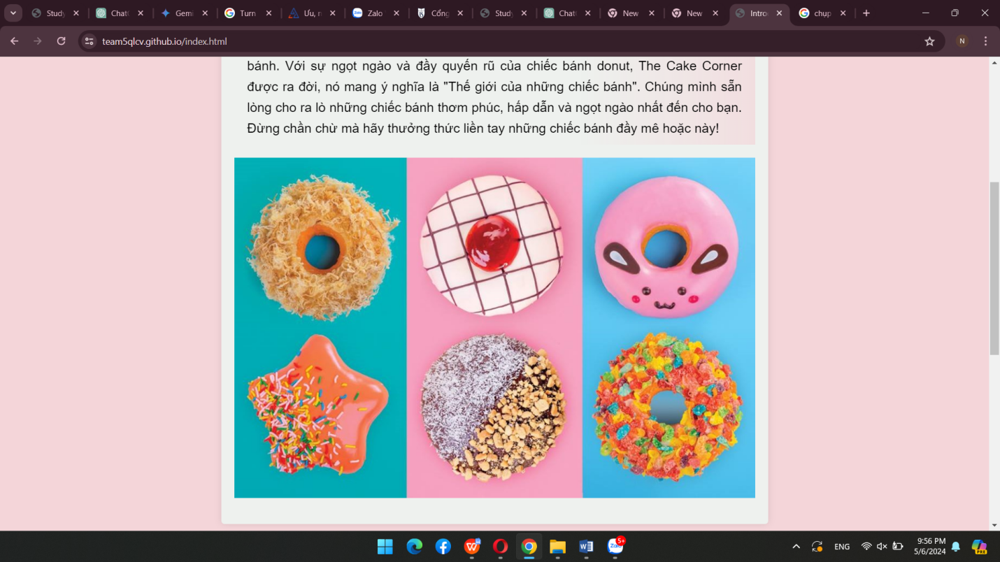 Study
ChatG
Gemi
Turn
Ưu, n
Zalo
Cổng
Study
Chat
New
New
Intro
chup
team5qlcv.github.io/index.html
N
bánh. Với sự ngọt ngào và đầy quyến rũ của chiếc bánh donut, The Cake Corner
được ra đời, nó mang ý nghĩa là "Thế giới của những chiếc bánh". Chúng mình sẵn
lòng cho ra lò những chiếc bánh thơm phúc, hấp dẫn và ngọt ngào nhất đến cho bạn.
Đừng chần chừ mà hãy thưởng thức liền tay những chiếc bánh đầy mê hoặc này!
5+
Zalo
ENG
9:56 PM
5/6/2024
PRE